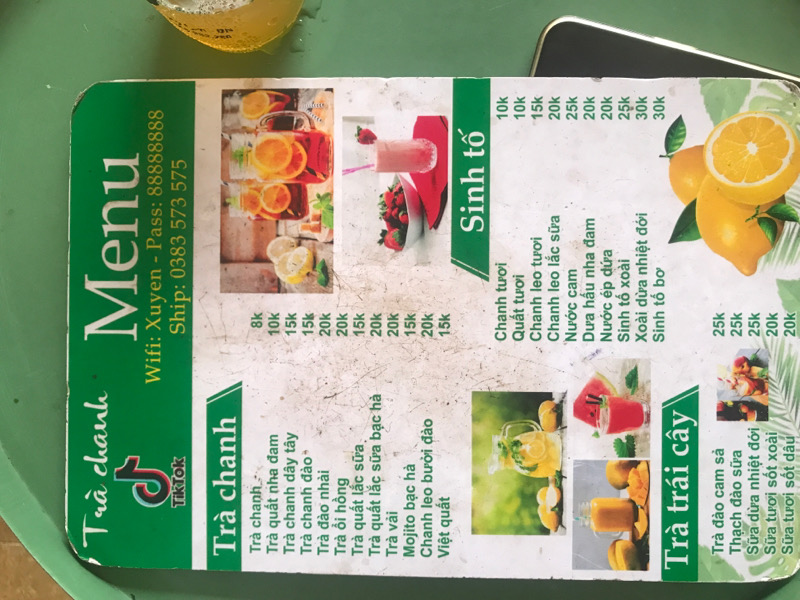 Trà chanh
TikTok
Menu
Wifi: Xuyen - Pass: 88888888
Ship: 0383 573 575
Trà chanh
Trà chanh 8k
Trà quất nha đam 10k
Trà chanh dây tây 15k
Trà chanh đào 15k
Trà đào nhài 20k
Trà ổi hồng 20k
Trà quất lắc sữa 15k
Trà quất lắc sữa bạc hà 20k
Trà vải 20k
Mojito bạc hà 15k
Chanh leo bưởi đào 20k
Việt quất 15k
Sinh tố
Chanh tươi 10k
Quất tươi 10k
Chanh leo tươi 15k
Chanh leo lắc sữa 20k
Nước cam 25k
Dưa hấu nha đam 20k
Nước ép dứa 20k
Sinh tố xoài 25k
Xoài dừa nhiệt đới 30k
Sinh tố bơ 30k
Trà trái cây
Trà đào cam sả 25k
Thạch đào sữa 25k
Sữa dừa nhiệt đới 25k
Sữa tươi sốt xoài 20k
Sữa tươi sốt dâu 20k